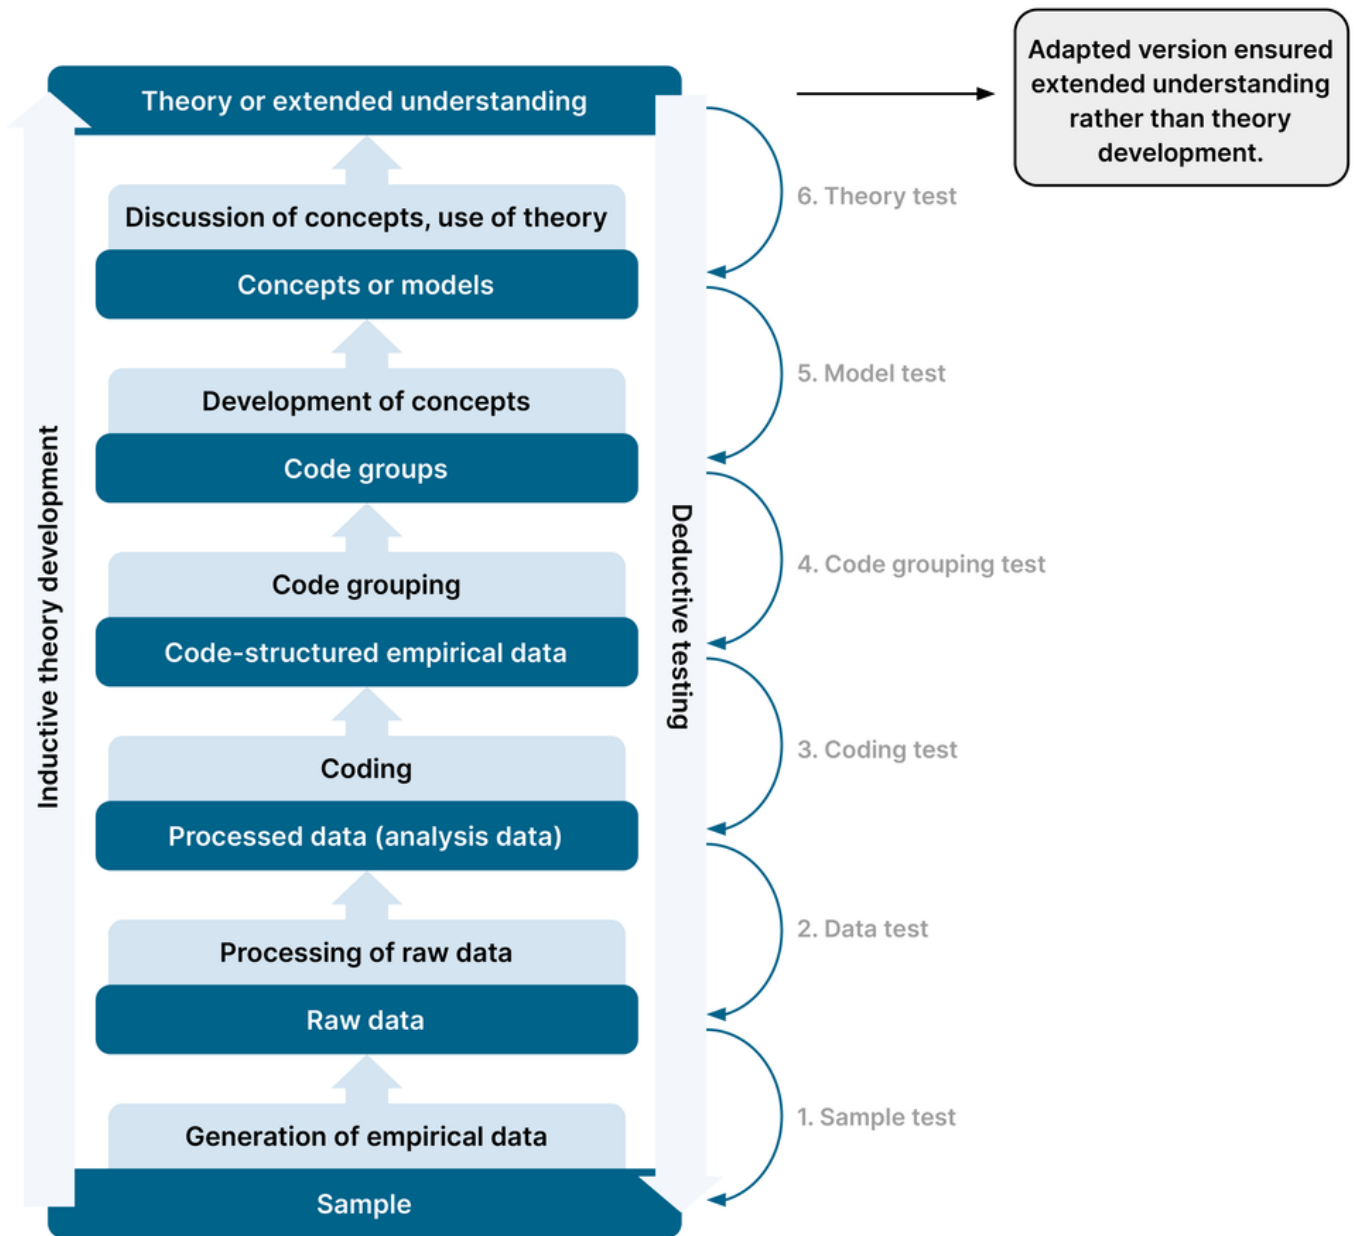 Theory or extended understanding
Adapted version ensured
extended understanding
rather than theory
development.
6. Theory test
Discussion of concepts, use of theory
Concepts or models
5. Model test
Development of concepts
Code groups
Inductive theory development
Deductive testing
4. Code grouping test
Code grouping
Code-structured empirical data
3. Coding test
Coding
Processed data (analysis data)
2. Data test
Processing of raw data
Raw data
1. Sample test
Generation of empirical data
Sample